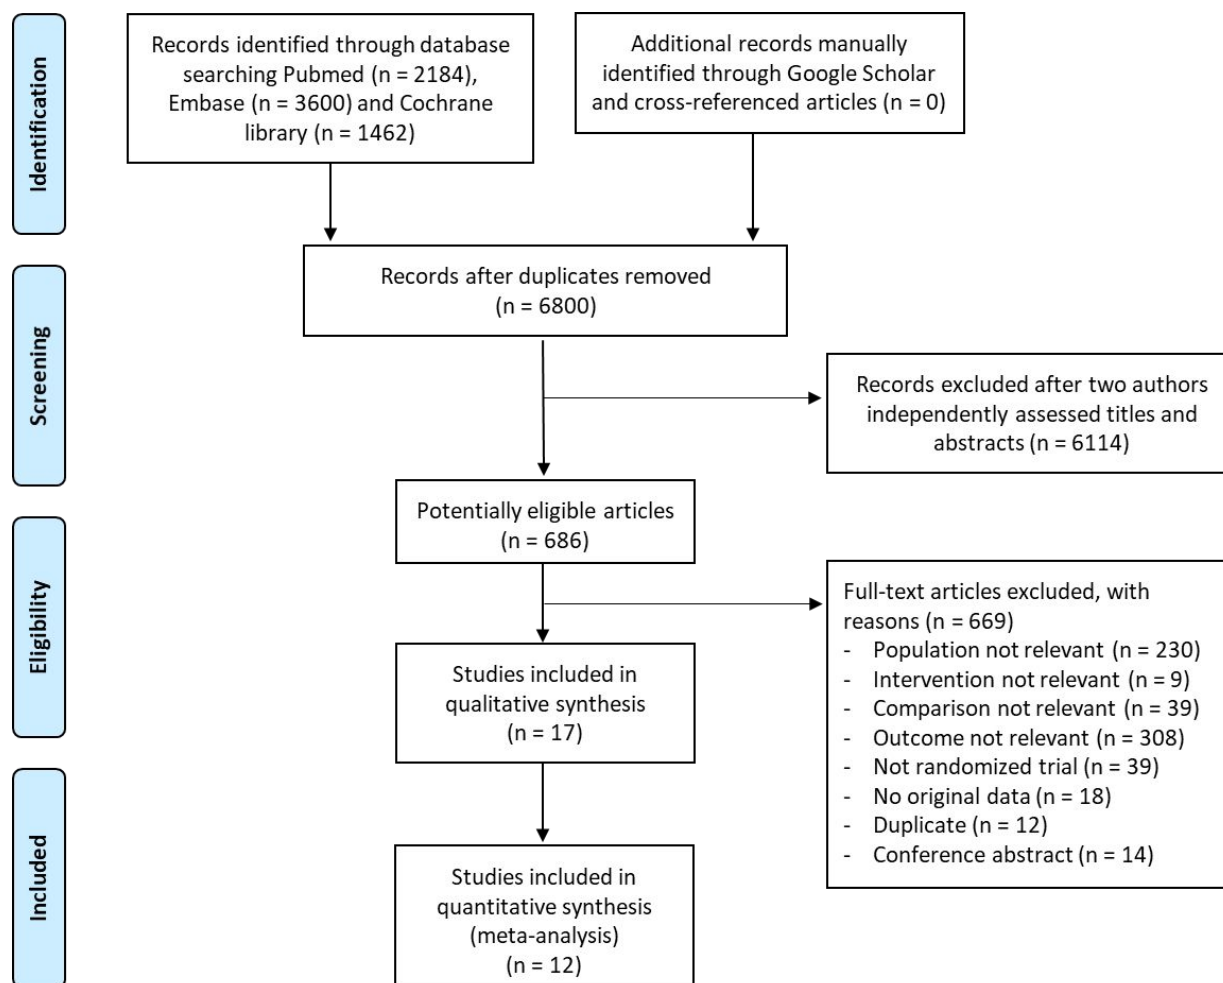 Identification
Records identified through database
searching Pubmed (n = 2184),
Embase (n = 3600) and Cochrane
library (n = 1462)
Additional records manually
identified through Google Scholar
and cross-referenced articles (n = 0)
Records after duplicates removed
(n = 6800)
Screening
Records excluded after two authors
independently assessed titles and
abstracts (n = 6114)
Potentially eligible articles
(n = 686)
Eligibility
Full-text articles excluded, with
reasons (n = 669)
- Population not relevant (n = 230)
- Intervention not relevant (n = 9)
- Comparison not relevant (n = 39)
- Outcome not relevant (n = 308)
- Not randomized trial (n = 39)
- No original data (n = 18)
- Duplicate (n = 12)
- Conference abstract (n = 14)
Studies included in
qualitative synthesis
(n = 17)
Included
Studies included in
quantitative synthesis
(meta-analysis)
(n = 12)